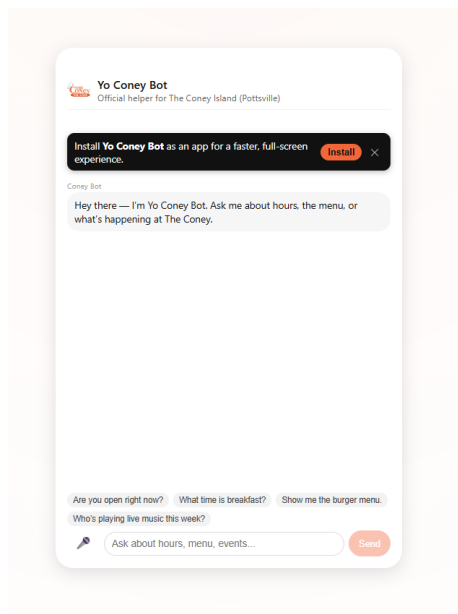 Coney
Yo Coney Bot
Official helper for The Coney Island (Pottsville)
Install Yo Coney Bot as an app for a faster, full-screen
experience.
Install
Coney Bot
Hey there — I'm Yo Coney Bot. Ask me about hours, the menu, or
what's happening at The Coney.
Are you open right now?
What time is breakfast?
Show me the burger menu.
Who's playing live music this week?
Ask about hours, menu, events...
Send